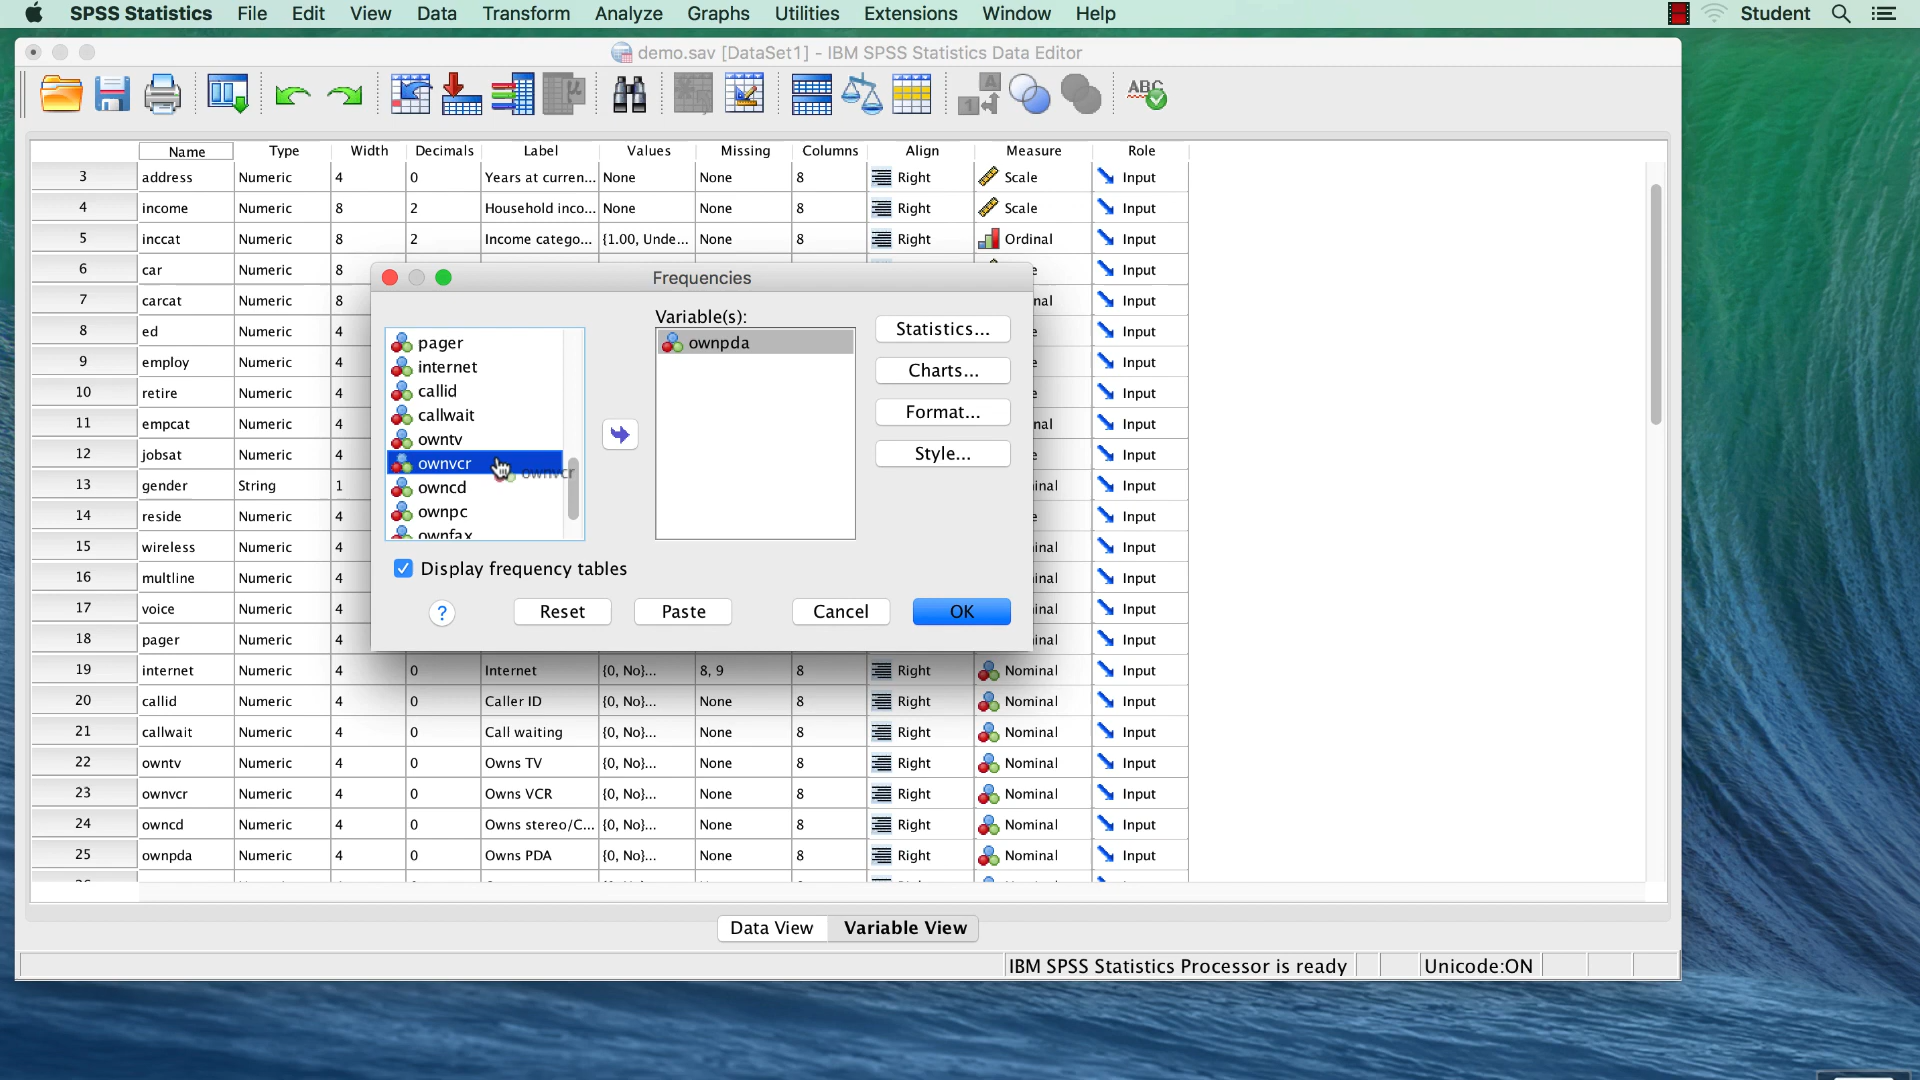 SPSS Statistics File Edit View Data Transform Analyze Graphs Utilities Extensions Window Help Student
demo.sav [DataSet1] - IBM SPSS Statistics Data Editor
Name Type Width Decimals Label Values Missing Columns Align Measure Role
3 address Numeric 4 0 Years at curren... None None 8 Right Scale Input
4 income Numeric 8 2 Household inco... None None 8 Right Scale Input
5 inccat Numeric 8 2 Income catego... {1.00, Unde... None 8 Right Ordinal Input
6 car Numeric 8 Input
7 carcat Numeric 8 Input
8 ed Numeric 4 Input
9 employ Numeric 4 Input
10 retire Numeric 4 Input
11 empcat Numeric 4 Input
12 jobsat Numeric 4 Input
13 gender String 1 Input
14 reside Numeric 4 Input
15 wireless Numeric 4 Input
16 multline Numeric 4 Input
17 voice Numeric 4 Input
18 pager Numeric 4 Input
19 internet Numeric 4 0 Internet {0, No}... 8, 9 8 Right Nominal Input
20 callid Numeric 4 0 Caller ID {0, No}... None 8 Right Nominal Input
21 callwait Numeric 4 0 Call waiting {0, No}... None 8 Right Nominal Input
22 owntv Numeric 4 0 Owns TV {0, No}... None 8 Right Nominal Input
23 ownvcr Numeric 4 0 Owns VCR {0, No}... None 8 Right Nominal Input
24 owncd Numeric 4 0 Owns stereo/C... {0, No}... None 8 Right Nominal Input
25 ownpda Numeric 4 0 Owns PDA {0, No}... None 8 Right Nominal Input
Frequencies
Variable(s):
pager
internet
callid
callwait
owntv
ownvcr ownvcr
owncd
ownpc
ownfax
ownpda
Statistics...
Charts...
Format...
Style...
Display frequency tables
? Reset Paste Cancel OK
Data View Variable View
IBM SPSS Statistics Processor is ready Unicode:ON